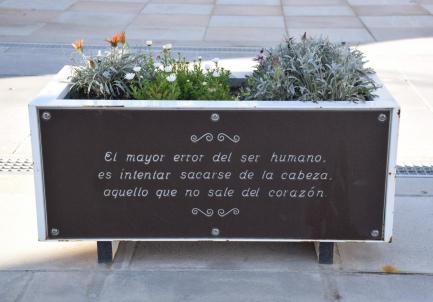 El mayor error del ser humano,
es intentar sacarse de la cabeza,
aquello que no sale del corazón.